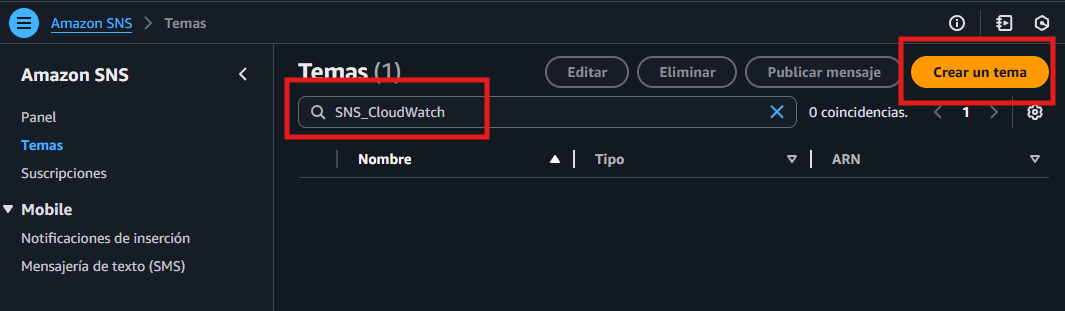 Amazon SNS > Temas
Amazon SNS
Panel
Temas
Suscripciones
Mobile
Notificaciones de inserción
Mensajería de texto (SMS)
Temas (1)
Editar
Eliminar
Publicar mensaje
Crear un tema
SNS_CloudWatch
0 coincidencias.
1
Nombre
Tipo
ARN